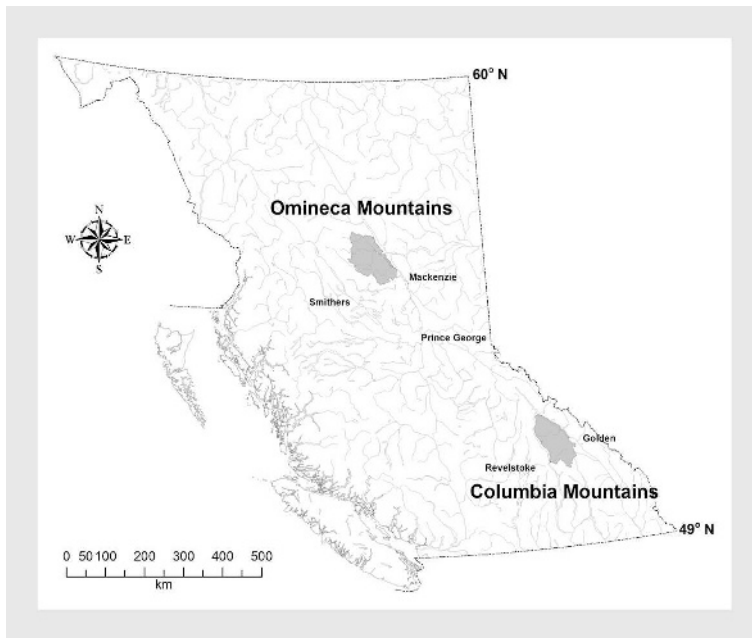 60° N
Omineca Mountains
N
W E
S
Mackenzie
Smithers
Prince George
Golden
Revelstoke
Columbia Mountains
49° N
0 50 100 200 300 400 500
km